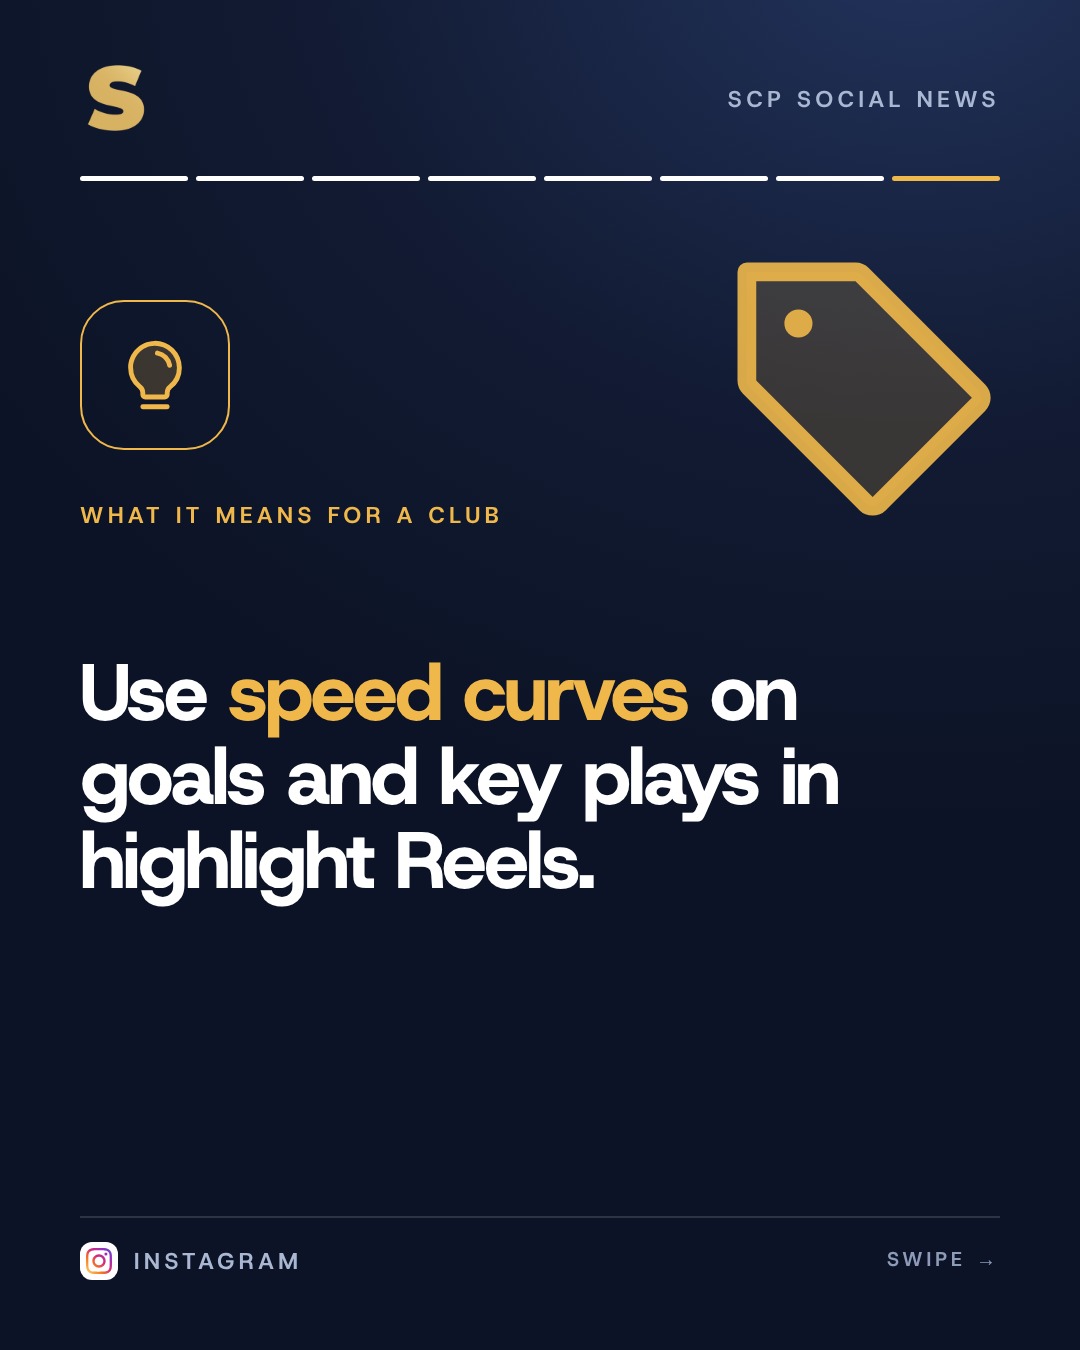 S
SCP SOCIAL NEWS
WHAT IT MEANS FOR A CLUB
Use speed curves on
goals and key plays in
highlight Reels.
INSTAGRAM
SWIPE →